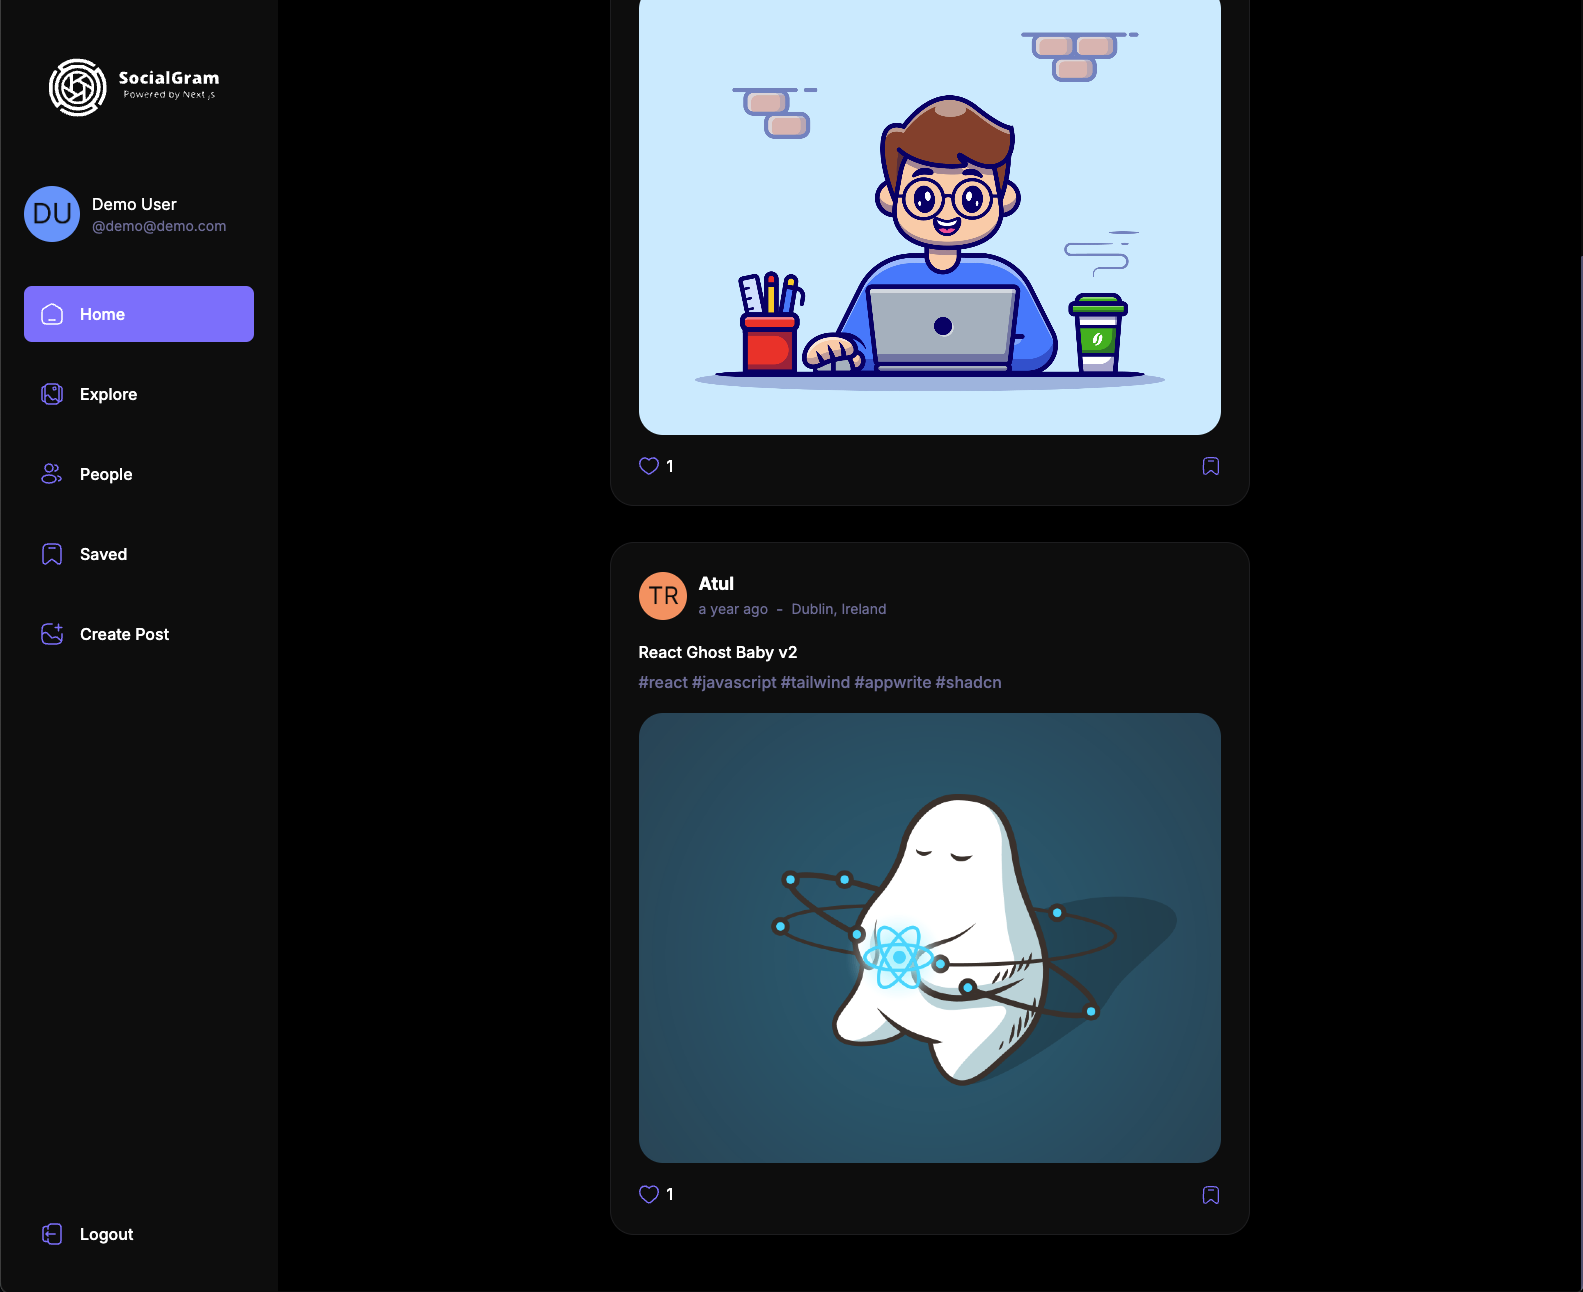 SocialGram
Powered by Next js
DU
Demo User
@demo@demo.com
Home
Explore
People
Saved
Create Post
Logout
1
TR
Atul
a year ago - Dublin, Ireland
React Ghost Baby v2
#react #javascript #tailwind #appwrite #shadcn
1